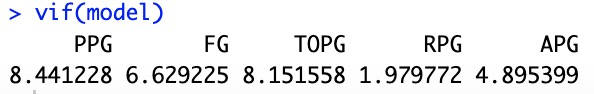 > vif(model)
PPG FG TOPG RPG APG
8.441228 6.629225 8.151558 1.979772 4.895399